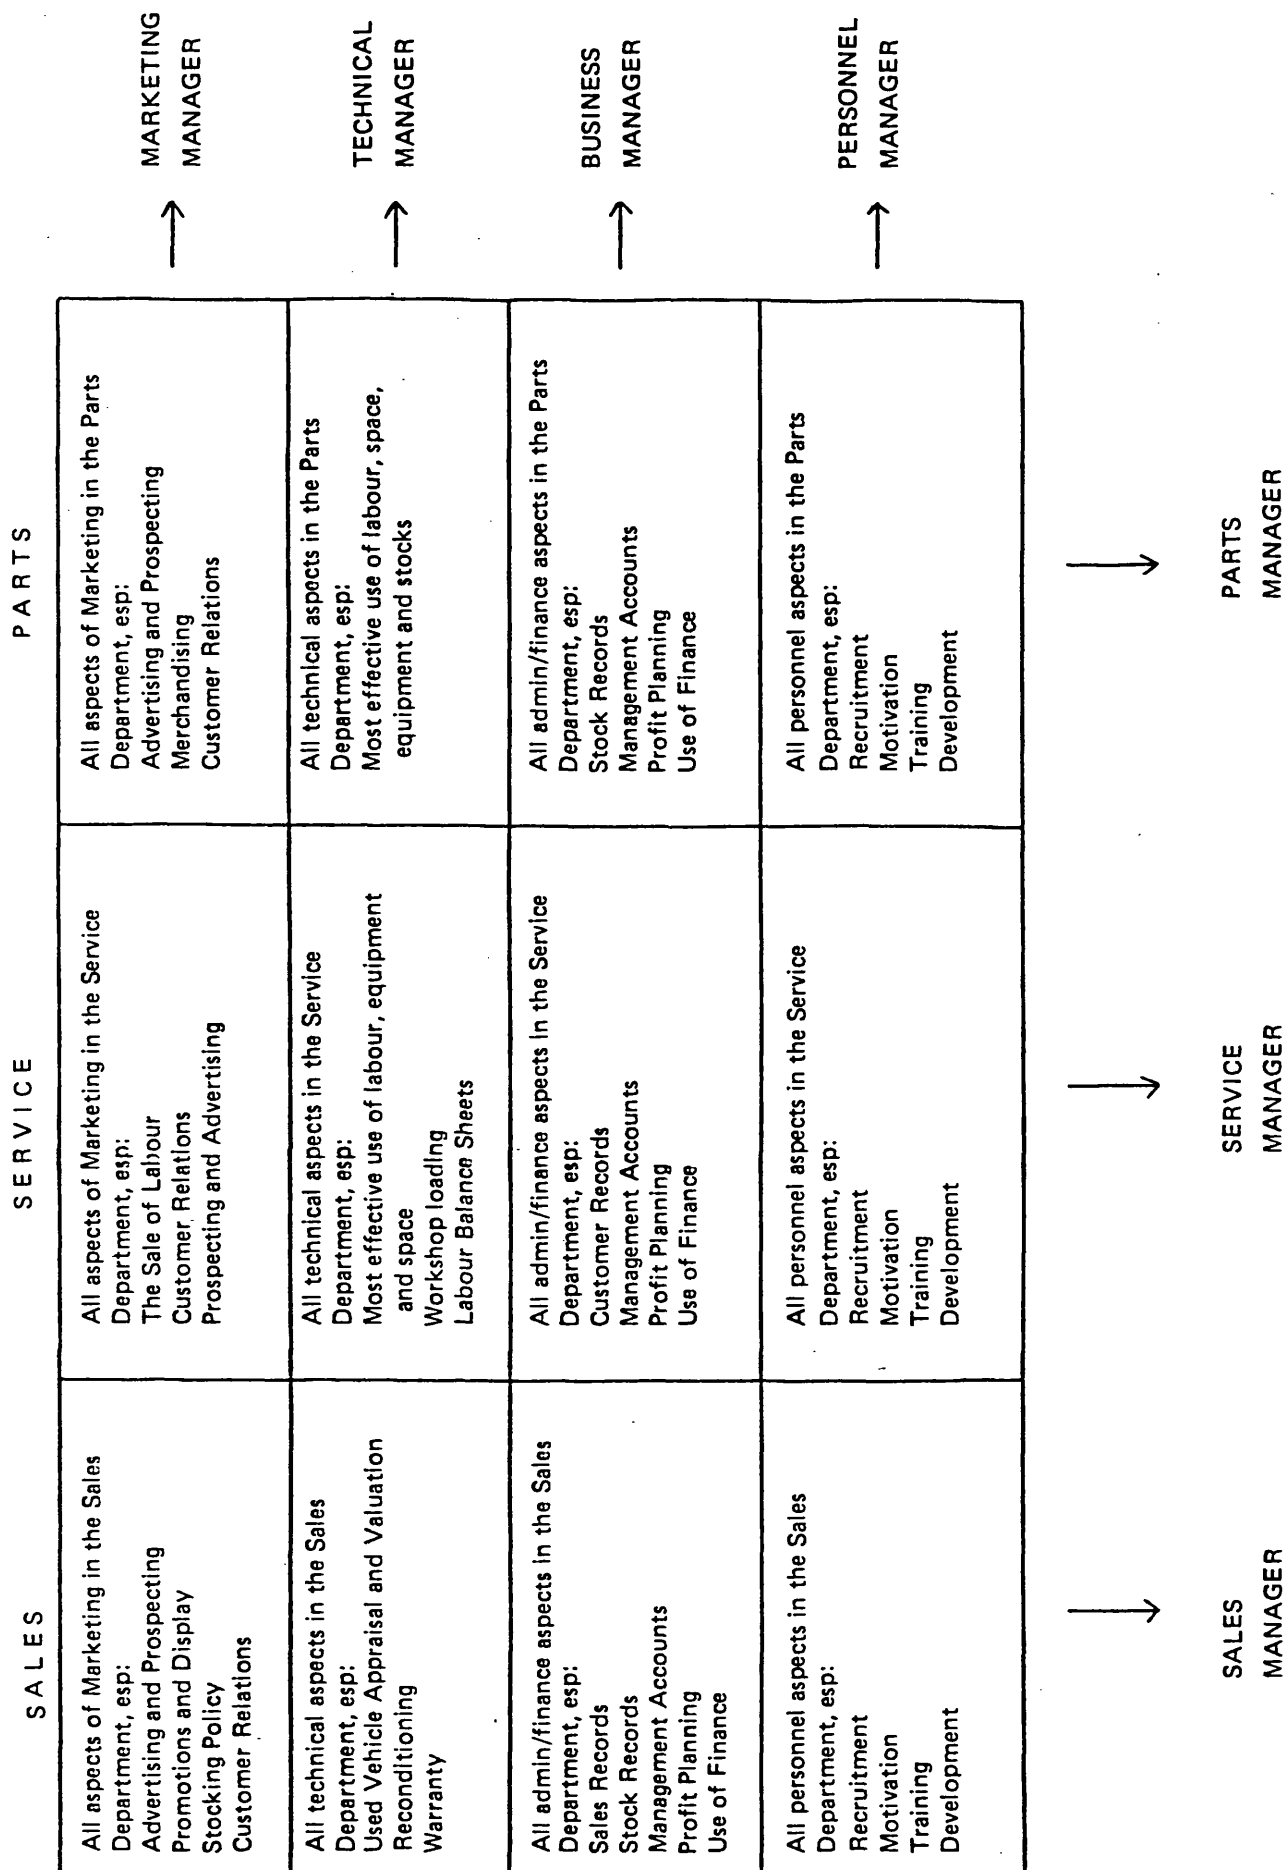 SALES
SERVICE
PARTS
All aspects of Marketing in the Sales
Department, esp:
Advertising and Prospecting
Promotions and Display
Stocking Policy
Customer Relations
All aspects of Marketing in the Service
Department, esp:
The Sale of Labour
Customer Relations
Prospecting and Advertising
All aspects of Marketing in the Parts
Department, esp:
Advertising and Prospecting
Merchandising
Customer Relations
MARKETING
MANAGER
All technical aspects in the Sales
Department, esp:
Used Vehicle Appraisal and Valuation
Reconditioning
Warranty
All technical aspects in the Service
Department, esp:
Most effective use of labour, equipment
and space
Workshop loading
Labour Balance Sheets
All technical aspects in the Parts
Department, esp:
Most effective use of labour, space,
equipment and stocks
TECHNICAL
MANAGER
All admin/finance aspects in the Sales
Department, esp:
Sales Records
Stock Records
Management Accounts
Profit Planning
Use of Finance
All admin/finance aspects in the Service
Department, esp:
Customer Records
Management Accounts
Profit Planning
Use of Finance
All admin/finance aspects in the Parts
Department, esp:
Stock Records
Management Accounts
Profit Planning
Use of Finance
BUSINESS
MANAGER
All personnel aspects in the Sales
Department, esp:
Recruitment
Motivation
Training
Development
All personnel aspects in the Service
Department, esp:
Recruitment
Motivation
Training
Development
All personnel aspects in the Parts
Department, esp:
Recruitment
Motivation
Training
Development
PERSONNEL
MANAGER
SALES
MANAGER
SERVICE
MANAGER
PARTS
MANAGER